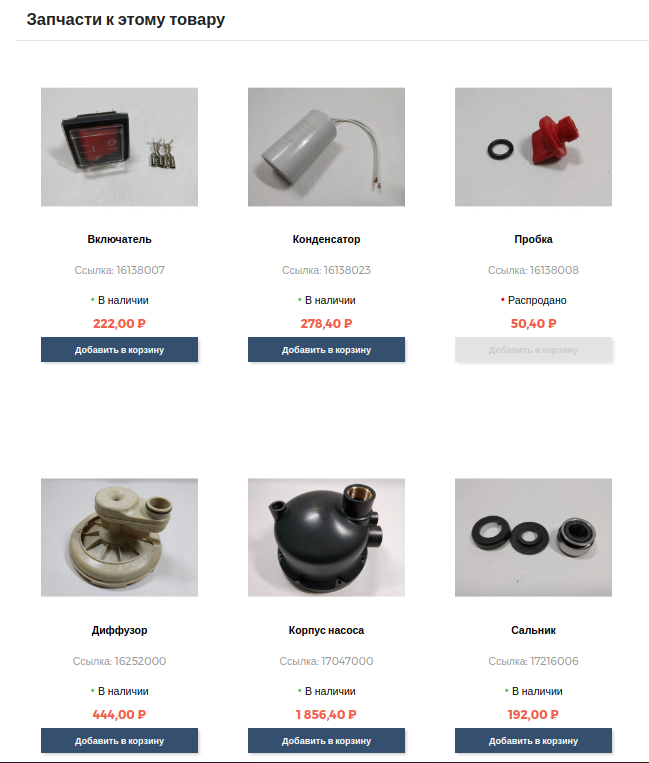 Запчасти к этому товару
Включатель
Конденсатор
Пробка
Ссылка: 16138007
Ссылка: 16138023
Ссылка: 16138008
В наличии
В наличии
Распродано
222,00 ₽
278,40 ₽
50,40 ₽
Добавить в корзину
Добавить в корзину
Добавить в корзину
Диффузор
Корпус насоса
Сальник
Ссылка: 16252000
Ссылка: 17047000
Ссылка: 17216006
В наличии
В наличии
В наличии
444,00 ₽
1 856,40 ₽
192,00 ₽
Добавить в корзину
Добавить в корзину
Добавить в корзину